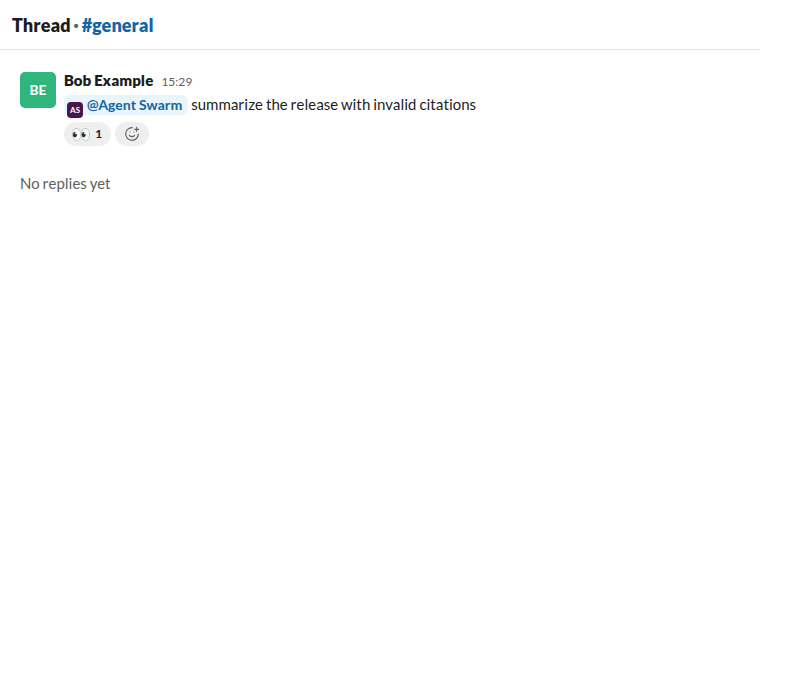 Thread • #general
BE
Bob Example 15:29
AS @Agent Swarm summarize the release with invalid citations
👀 1
No replies yet